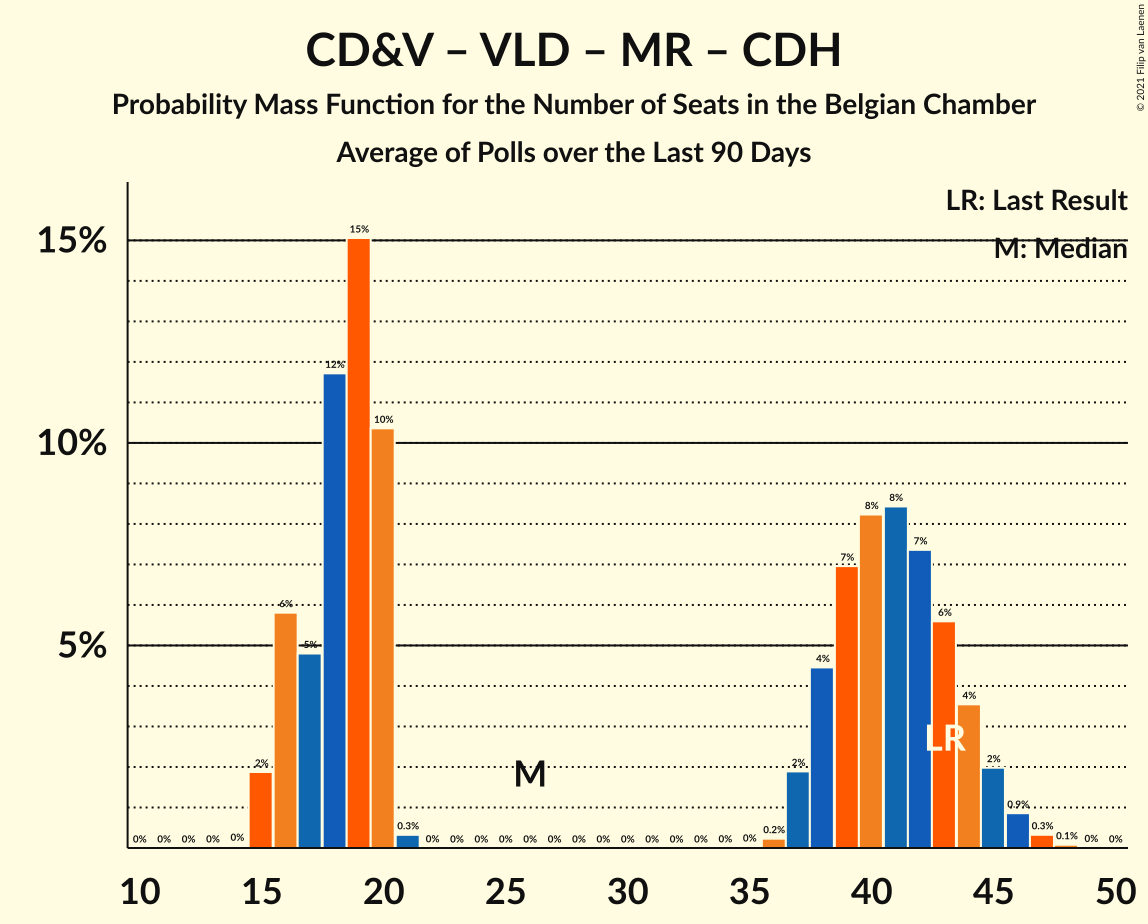 CD&V – VLD – MR – CDH
Probability Mass Function for the Number of Seats in the Belgian Chamber
Average of Polls over the Last 90 Days
© 2021 Filip van Laenen
LR: Last Result
M: Median
15%
10%
5%
0% 0% 0% 0% 0% 2% 6% 5% 12% 15% 10% 0.3% 0% 0% 0% 0% 0% 0% 0% 0% 0% 0% 0% 0% 0% 0% 0.2% 2% 4% 7% 8% 8% 7% 6% 4% 2% 0.9% 0.3% 0.1% 0% 0%
M
LR
10 15 20 25 30 35 40 45 50